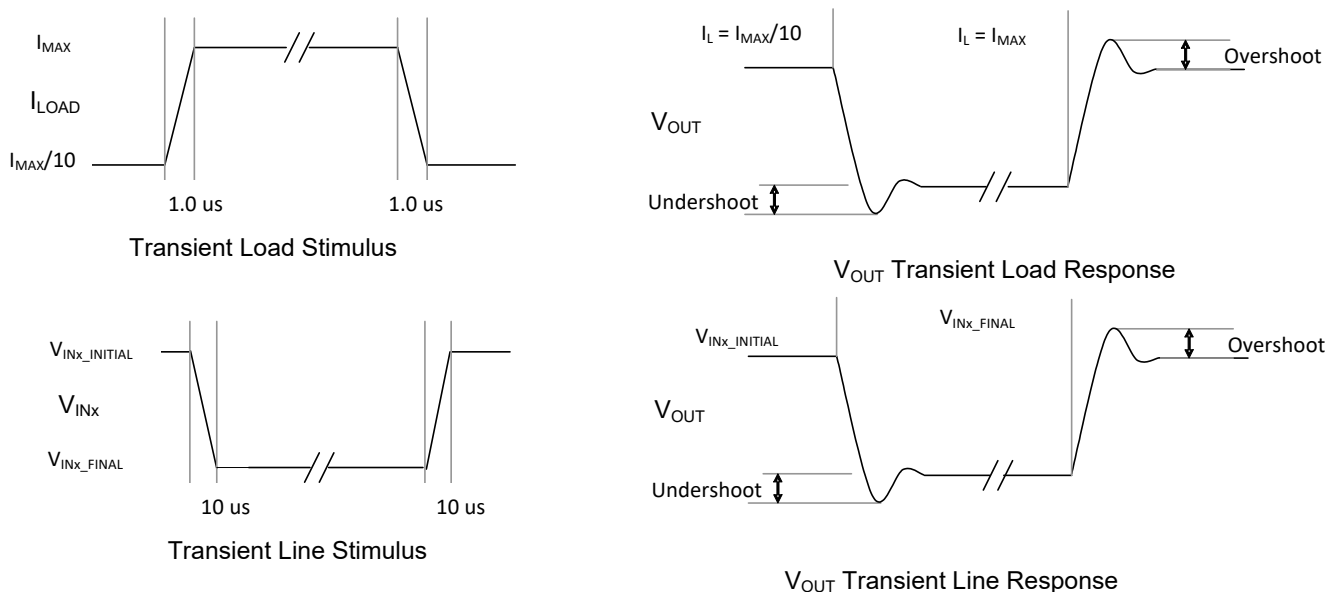 I_MAX
I_LOAD
I_MAX/10
1.0 us 1.0 us
Transient Load Stimulus
I_L = I_MAX/10 I_L = I_MAX
Overshoot
V_OUT
Undershoot
V_OUT Transient Load Response
V_INx_INITIAL
V_INx
V_INx_FINAL
10 us 10 us
Transient Line Stimulus
V_INx_INITIAL V_INx_FINAL
Overshoot
V_OUT
Undershoot
V_OUT Transient Line Response